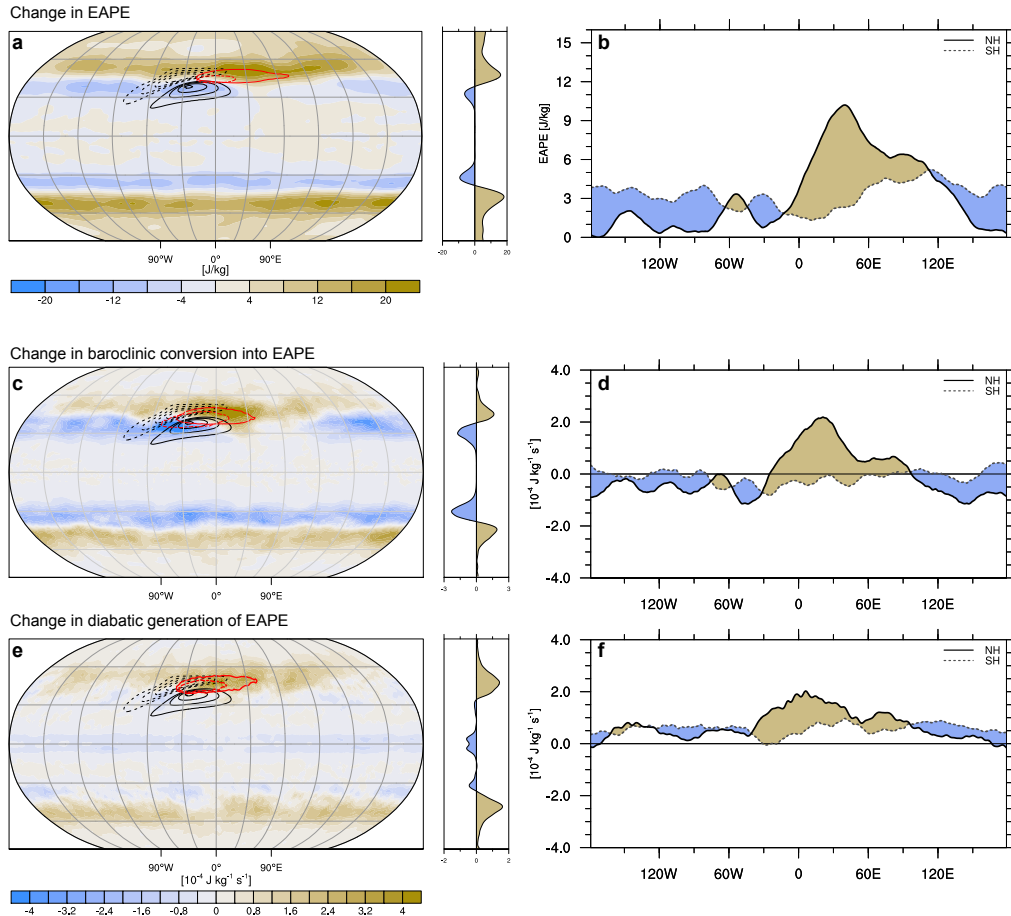 Change in EAPE
a
90°W 0° 90°E
[J/kg]
-20 -12 -4 4 12 20
-20 0 20
b
NH
SH
EAPE [J/kg]
15
12
9
6
3
0
120W 60W 0 60E 120E
Change in baroclinic conversion into EAPE
c
90°W 0° 90°E
-3 0 3
d
NH
SH
[10⁻⁴ J kg⁻¹ s⁻¹]
4.0
2.0
0.0
-2.0
-4.0
120W 60W 0 60E 120E
Change in diabatic generation of EAPE
e
90°W 0° 90°E
[10⁻⁴ J kg⁻¹ s⁻¹]
-4 -3.2 -2.4 -1.6 -0.8 0 0.8 1.6 2.4 3.2 4
-2 0 2
f
NH
SH
[10⁻⁴ J kg⁻¹ s⁻¹]
4.0
2.0
0.0
-2.0
-4.0
120W 60W 0 60E 120E